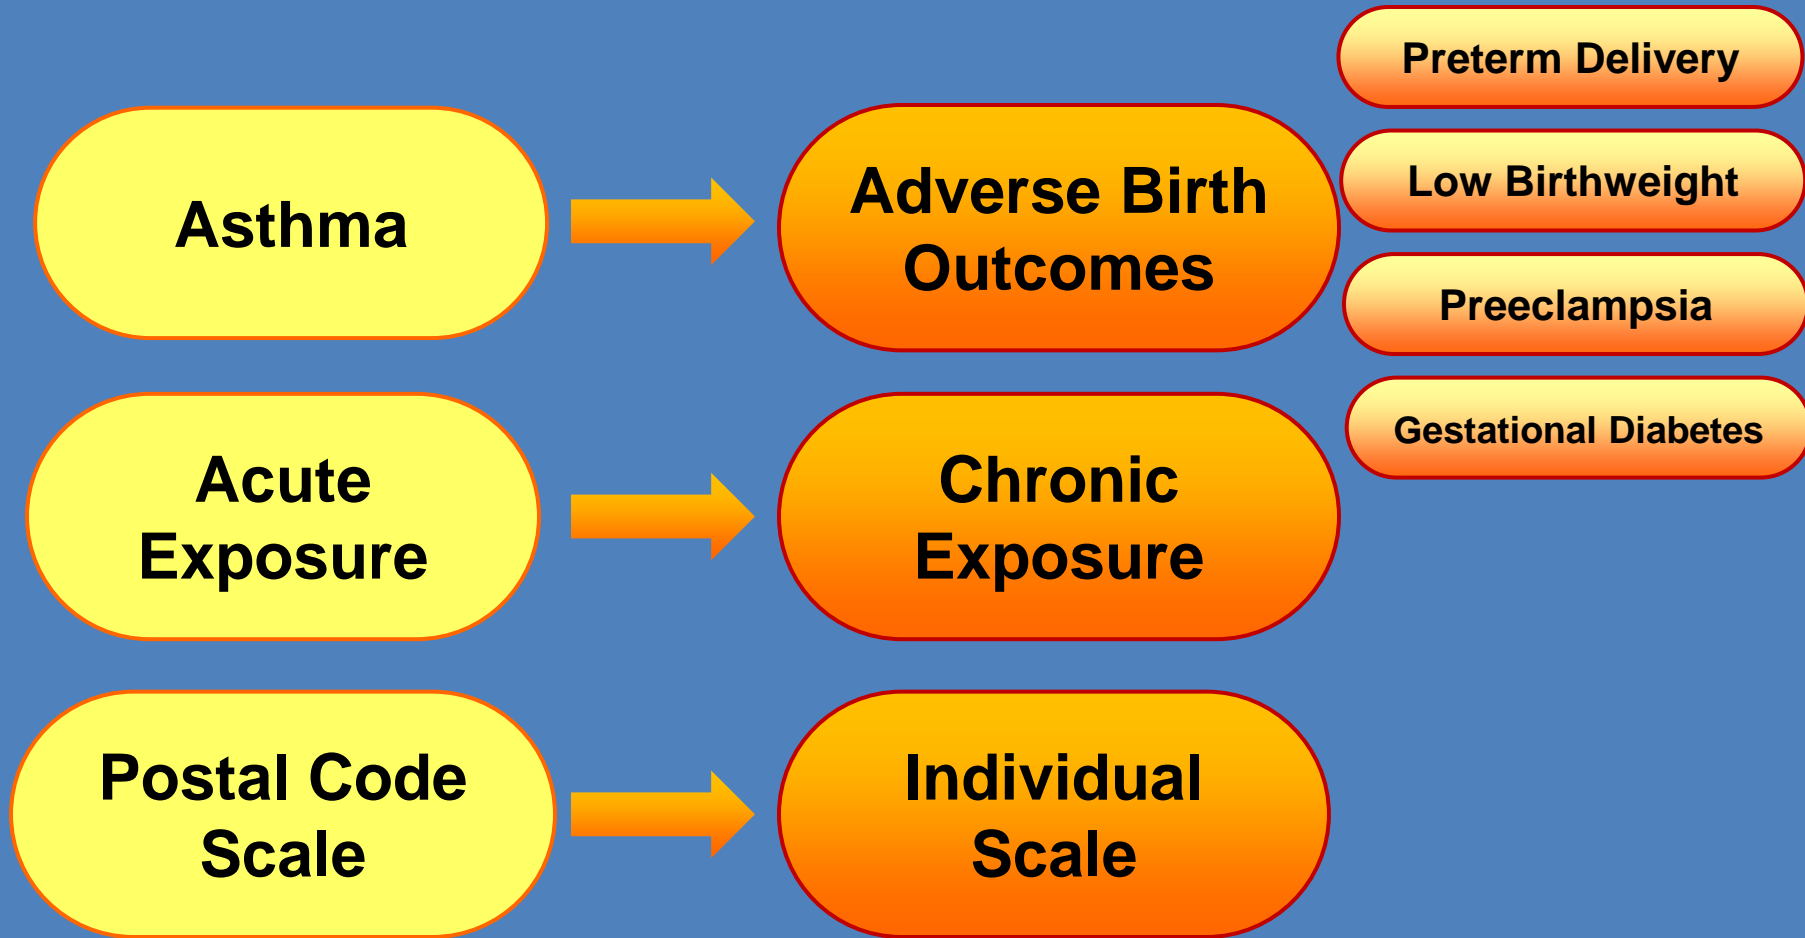 Asthma
Adverse Birth
Outcomes
Preterm Delivery
Low Birthweight
Preeclampsia
Gestational Diabetes
Acute
Exposure
Chronic
Exposure
Postal Code
Scale
Individual
Scale